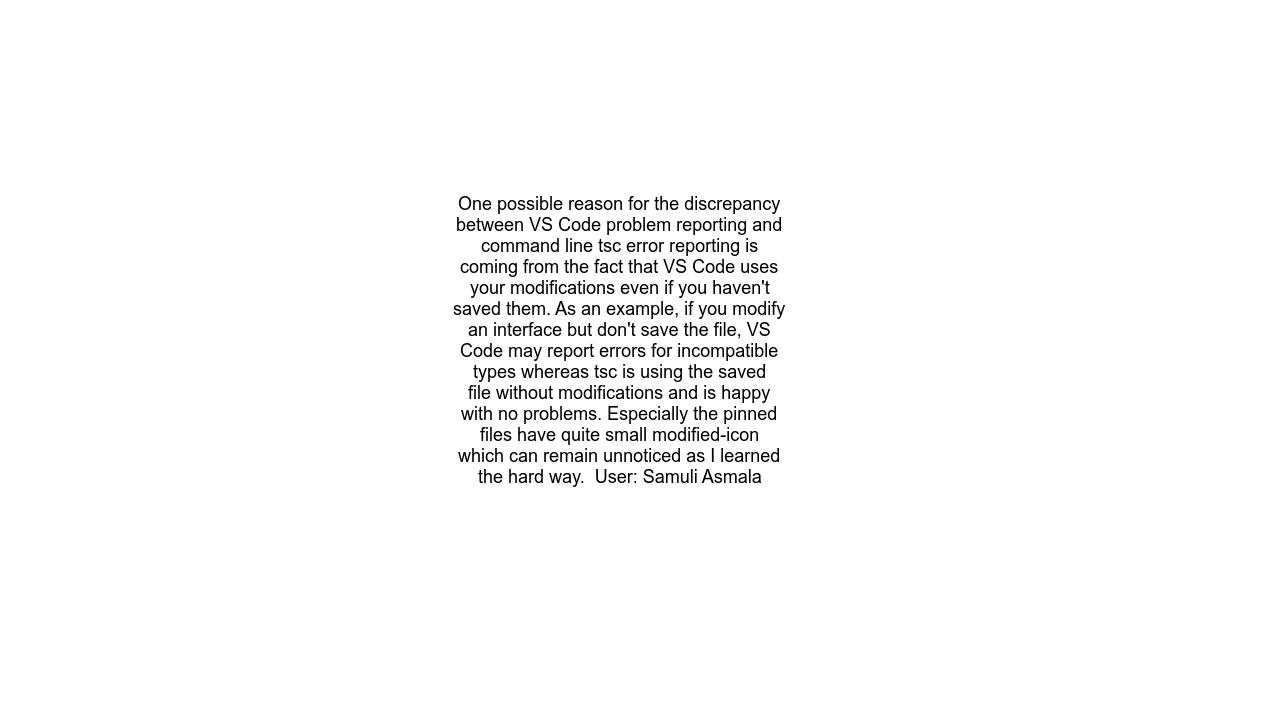 One possible reason for the discrepancy
between VS Code problem reporting and
command line tsc error reporting is
coming from the fact that VS Code uses
your modifications even if you haven't
saved them. As an example, if you modify
an interface but don't save the file, VS
Code may report errors for incompatible
types whereas tsc is using the saved
file without modifications and is happy
with no problems. Especially the pinned
files have quite small modified-icon
which can remain unnoticed as I learned
the hard way.  User: Samuli Asmala